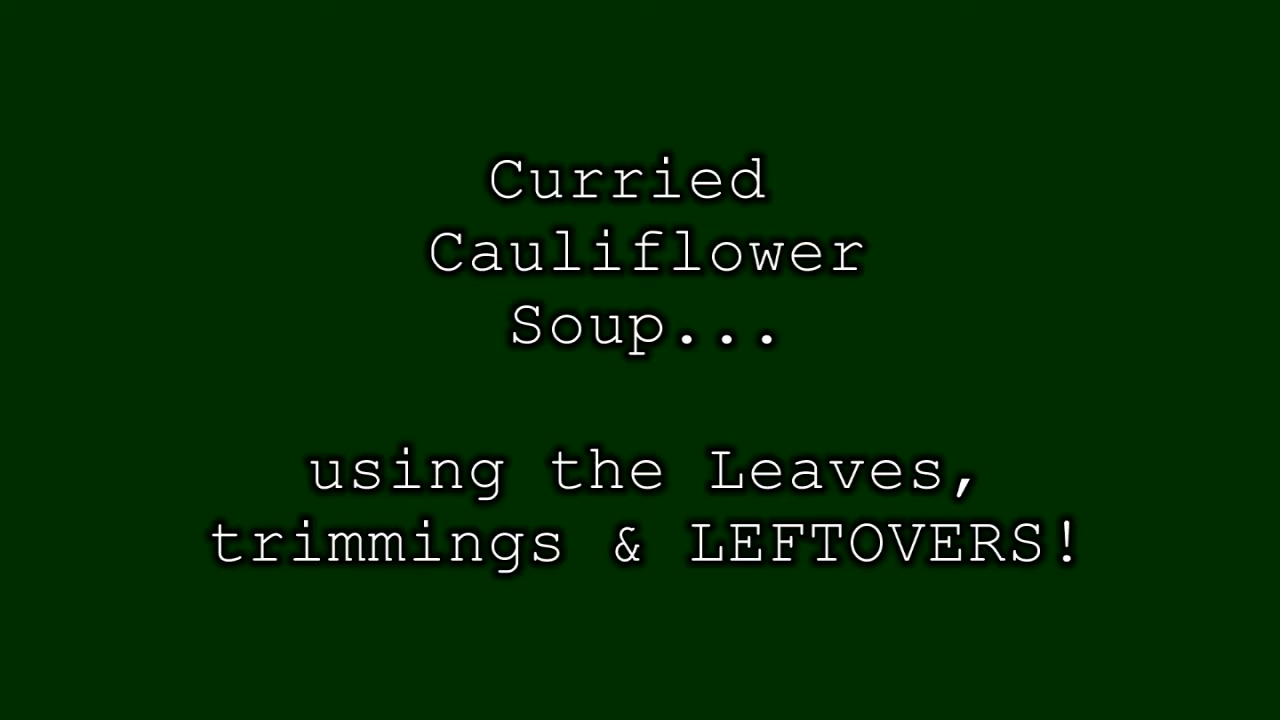 Curried
Cauliflower
Soup...
using the Leaves,
trimmings & LEFTOVERS!